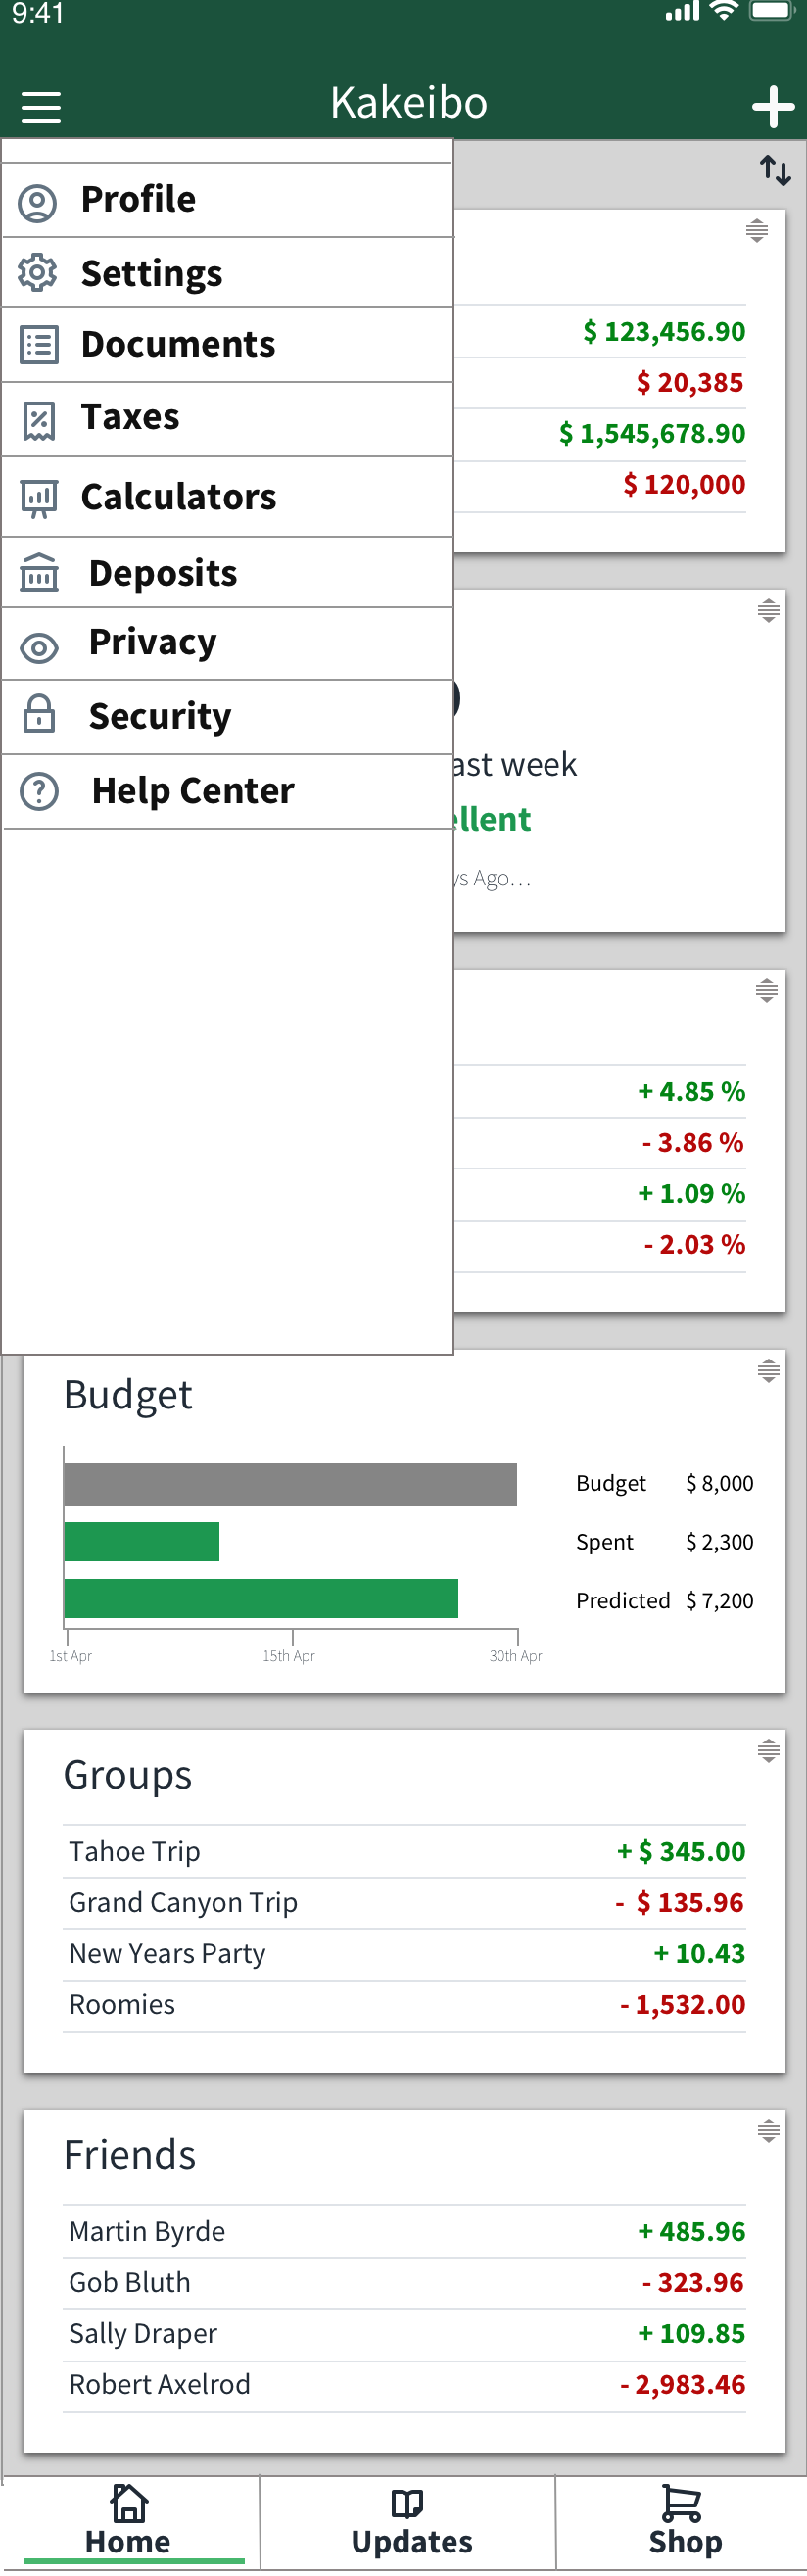 9:41
Kakeibo
Profile
Settings
$ 123,456.90
Documents
$ 20,385
Taxes
$ 1,545,678.90
Calculators
$ 120,000
Deposits
Privacy
Security
week
Help Center
Ago...
+ 4.85 %
- 3.86 %
+ 1.09 %
- 2.03 %
Budget
Budget $ 8,000
Spent $ 2,300
Predicted $ 7,200
1st Apr 15th Apr 30th Apr
Groups
Tahoe Trip + $ 345.00
Grand Canyon Trip - $ 135.96
New Years Party + 10.43
Roomies - 1,532.00
Friends
Martin Byrde + 485.96
Gob Bluth - 323.96
Sally Draper + 109.85
Robert Axelrod - 2,983.46
Home Updates Shop